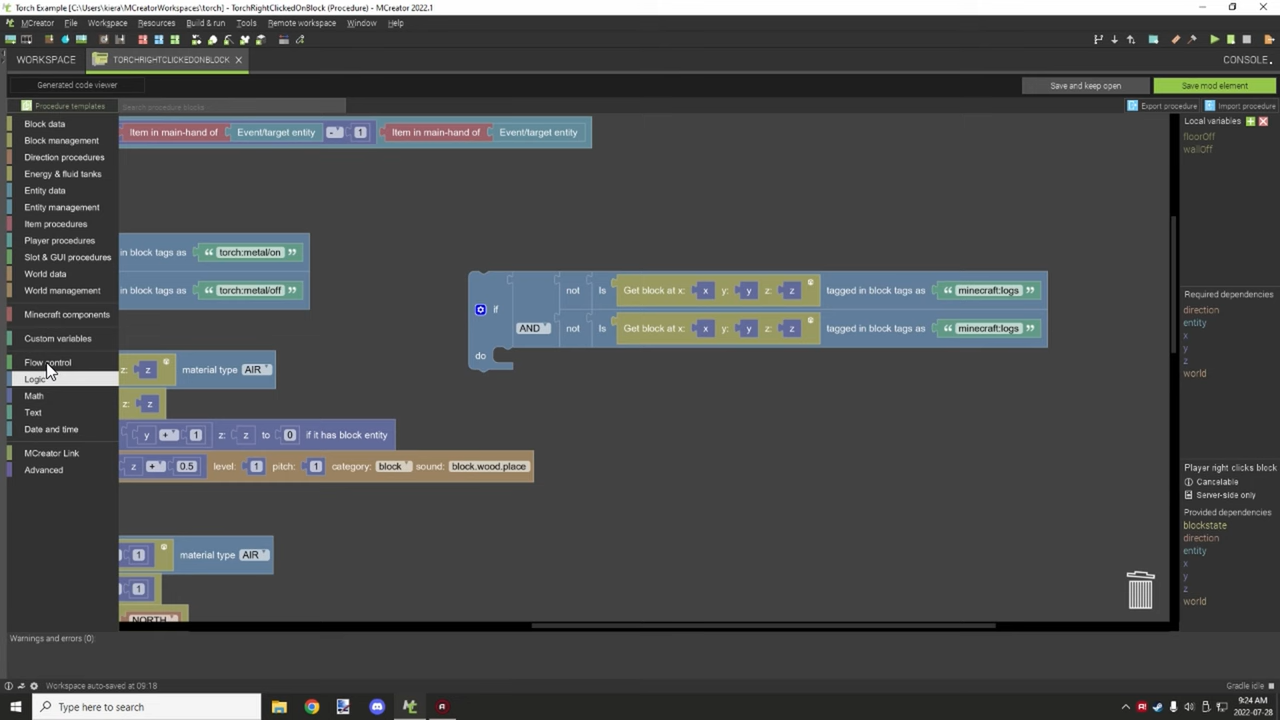 Torch Example [C:\Users\kiera\MCreatorWorkspaces\torch] - TorchRightClickedOnBlock (Procedure) - MCreator 2022.1
MCreator File Workspace Resources Build & run Tools Remote workspace Window Help
WORKSPACE TORCHRIGHTCLICKEDONBLOCK CONSOLE
Generated code viewer Save and keep open Save mod element
Procedure templates Search procedure blocks Export procedure Import procedure
Block data
Block management
Direction procedures
Energy & fluid tanks
Entity data
Entity management
Item procedures
Player procedures
Slot & GUI procedures
World data
World management
Minecraft components
Custom variables
Flow control
Logic
Math
Text
Date and time
MCreator Link
Advanced
Item in main-hand of Event/target entity - 1 Item in main-hand of Event/target entity
in block tags as “ torch:metal/on ”
in block tags as “ torch:metal/off ”
if not Is Get block at x: x y: y z: z tagged in block tags as “ minecraft:logs ”
AND not Is Get block at x: x y: y z: z tagged in block tags as “ minecraft:logs ”
do
z: z material type AIR
z: z
y + 1 z: z to 0 if it has block entity
z + 0.5 level: 1 pitch: 1 category: block sound: block.wood.place
1 material type AIR
1
NORTH
Local variables
floorOff
wallOff
Required dependencies
direction
entity
x
y
z
world
Player right clicks block
Cancelable
Server-side only
Provided dependencies
blockstate
direction
entity
x
y
z
world
Warnings and errors (0)
Workspace auto-saved at 09:18 Gradle idle
Type here to search
9:24 AM
2022-07-28